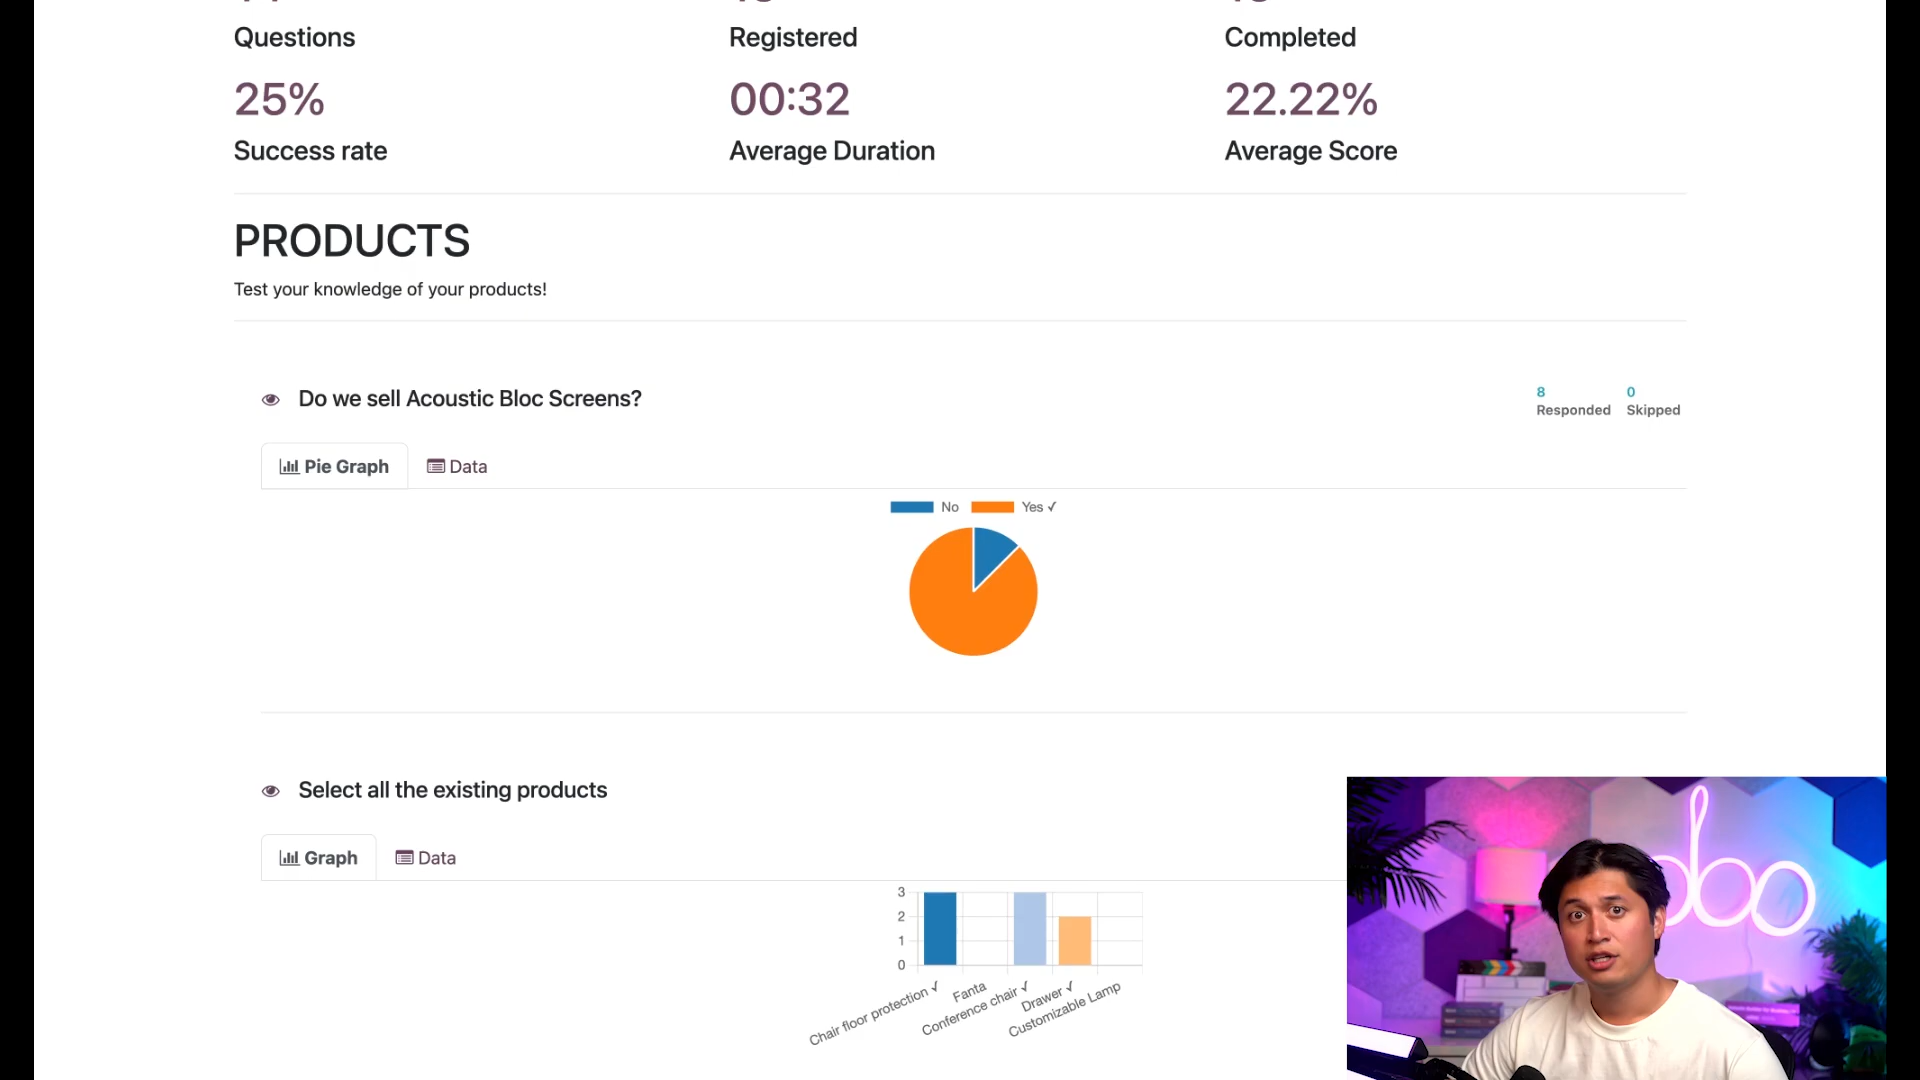 Questions
Registered
Completed
25%
00:32
22.22%
Success rate
Average Duration
Average Score
PRODUCTS
Test your knowledge of your products!
Do we sell Acoustic Bloc Screens?
8
0
Responded
Skipped
Pie Graph
Data
No
Yes ✓
Select all the existing products
Graph
Data
3
2
1
0
Chair floor protection ✓
Fanta
Conference chair ✓
Drawer ✓
Customizable Lamp